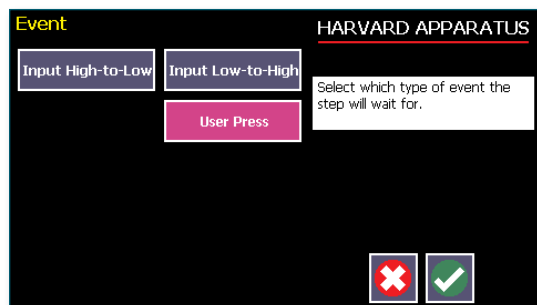 Event
HARVARD APPARATUS
Input High-to-Low
Input Low-to-High
Select which type of event the
step will wait for.
User Press